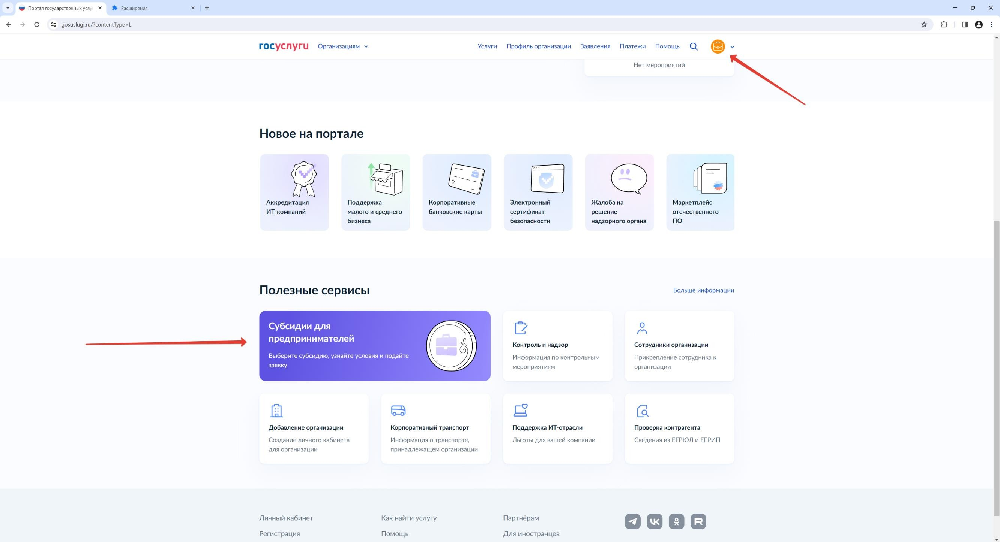 Портал государственных услу
Расширения
gosuslugi.ru/?contentType=L
госуслуги
Организациям
Услуги
Профиль организации
Заявления
Платежи
Помощь
Нет мероприятий
Новое на портале
Аккредитация
ИТ-компаний
Поддержка
малого и среднего
бизнеса
Корпоративные
банковские карты
Электронный
сертификат
безопасности
Жалоба на
решение
надзорного органа
Маркетплейс
отечественного
ПО
Полезные сервисы
Больше информации
Субсидии для
предпринимателей
Выберите субсидию, узнайте условия и подайте
заявку
Контроль и надзор
Информация по контрольным
мероприятиям
Сотрудники организации
Прикрепление сотрудника к
организации
Добавление организации
Создание личного кабинета
для организации
Корпоративный транспорт
Информация о транспорте,
принадлежащем организации
Поддержка ИТ-отрасли
Льготы для вашей компании
Проверка контрагента
Сведения из ЕГРЮЛ и ЕГРИП
Личный кабинет
Как найти услугу
Партнёрам
Регистрация
Помощь
Для иностранцев